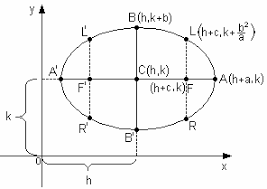 y
B(h,k+b)
L' L(h+c,k+b²/a)
A' C(h,k) A(h+a,k)
F' (h+c,k) F
k
R' R
B'
0 x
h